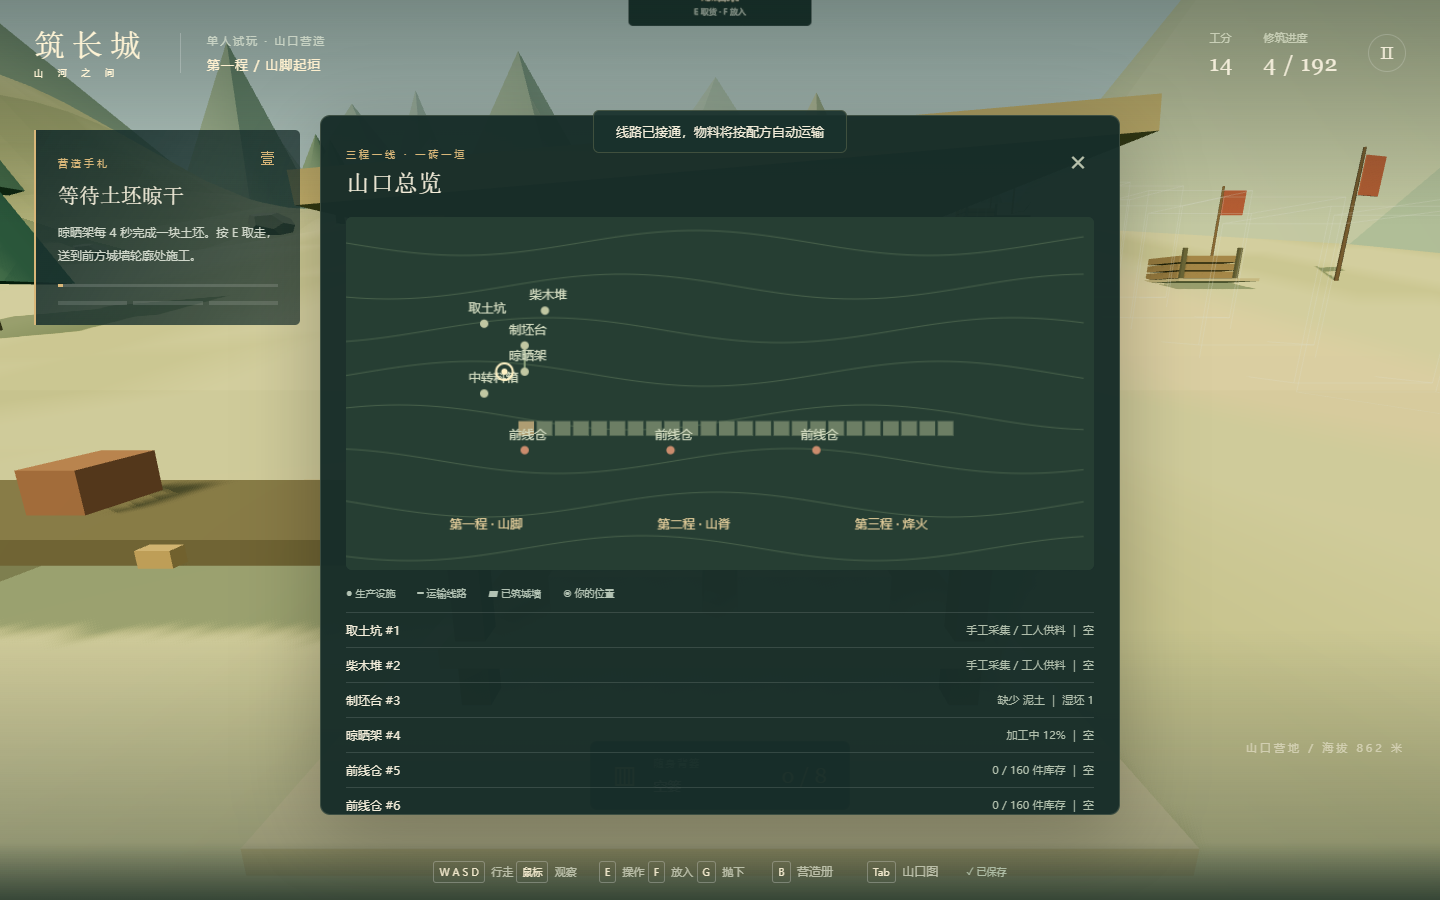 E 取货 · F 放入
筑长城
山河之间
单人试玩 · 山口营造
第一程 / 山脚起垣
工分
14
修筑进度
4 / 192
II
营造手札
壹
等待土坯晾干
晾晒架每 4 秒完成一块土坯。按 E 取走，
送到前方城墙轮廓处施工。
线路已接通，物料将按配方自动运输
三程一线 · 一砖一垣
山口总览
✕
柴木堆
取土坑
制坯台
晾晒架
中转料箱
前线仓
前线仓
前线仓
第一程 · 山脚
第二程 · 山脊
第三程 · 烽火
生产设施
运输线路
已筑城墙
你的位置
取土坑 #1
手工采集 / 工人供料 | 空
柴木堆 #2
手工采集 / 工人供料 | 空
制坯台 #3
缺少 泥土 | 湿坯 1
晾晒架 #4
加工中 12% | 空
前线仓 #5
0 / 160 件库存 | 空
前线仓 #6
0 / 160 件库存 | 空
山口营地 / 海拔 862 米
WASD 行走 鼠标 观察 E 操作 F 放入 G 抛下 B 营造册 Tab 山口图 ✓已保存